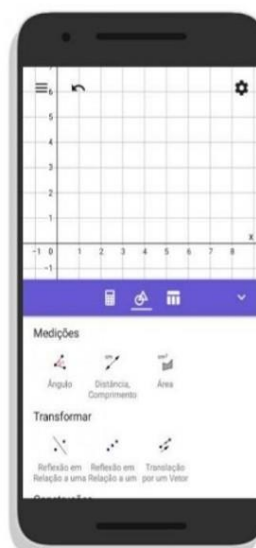 6
5
4
3
2
1
x
-1 0 1 2 3 4 5 6 7 8
-1
Medições
Ângulo
Distância,
Comprimento
Área
Transformar
Reflexão em
Relação a uma
Reflexão em
Relação a um
Translação
por um Vetor